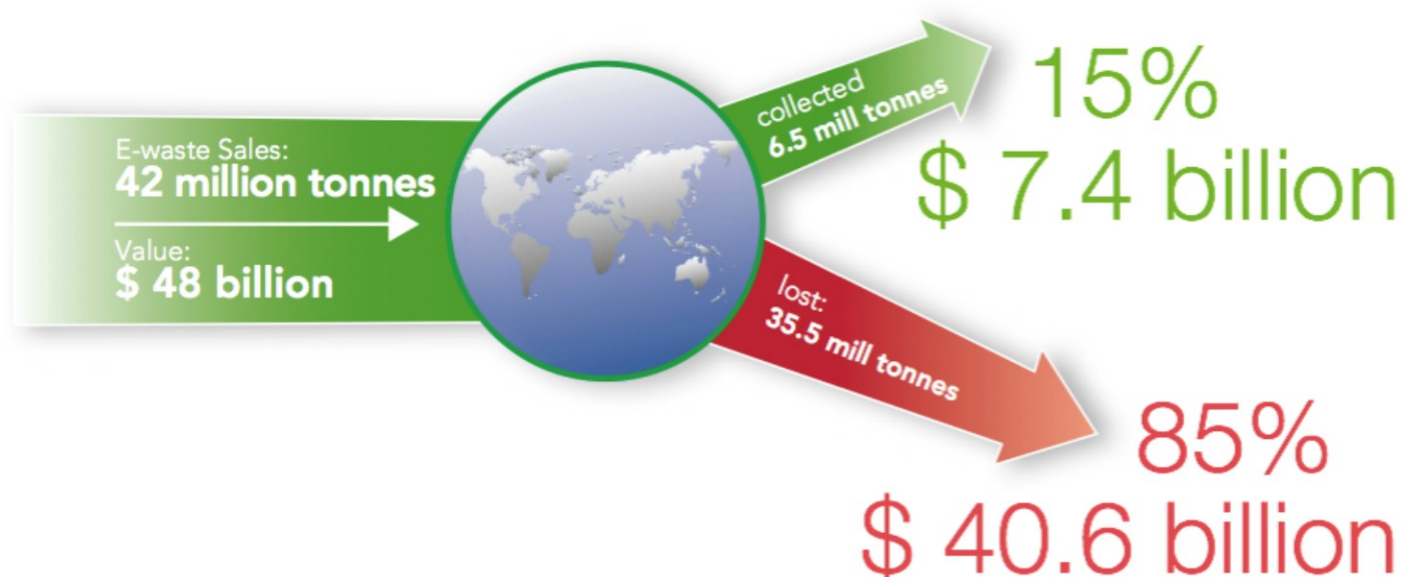 E-waste Sales:
42 million tonnes
Value:
$ 48 billion
collected
6.5 mill tonnes
15%
$ 7.4 billion
lost:
35.5 mill tonnes
85%
$ 40.6 billion